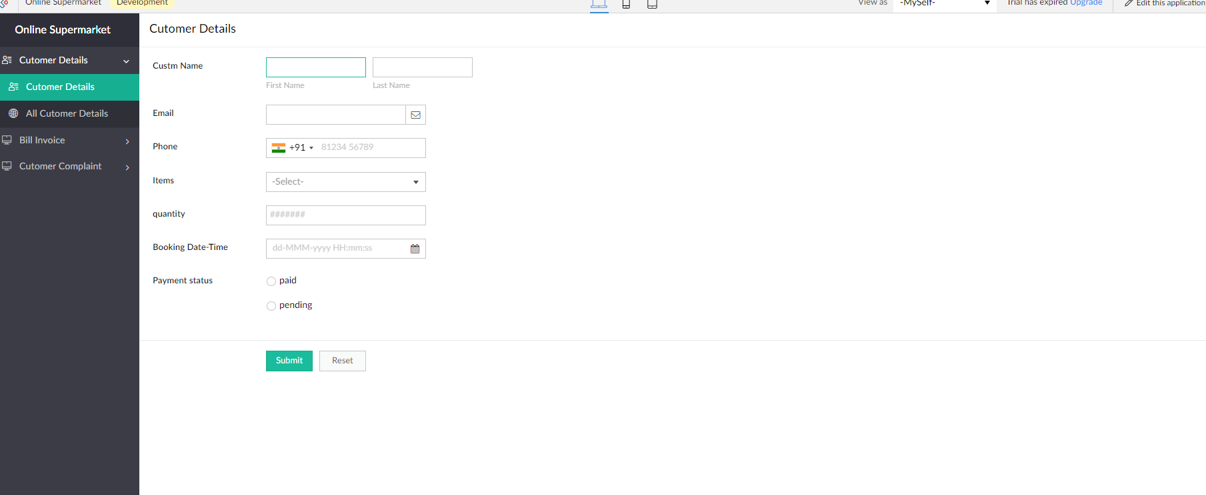 Online Supermarket Development View as -MySelf- Trial has expired Upgrade Edit this application
Online Supermarket
Cutomer Details
Cutomer Details
All Cutomer Details
Bill Invoice
Cutomer Complaint
Cutomer Details
Custm Name
First Name Last Name
Email
Phone +91 81234 56789
Items -Select-
quantity #######
Booking Date-Time dd-MMM-yyyy HH:mm:ss
Payment status paid
pending
Submit Reset